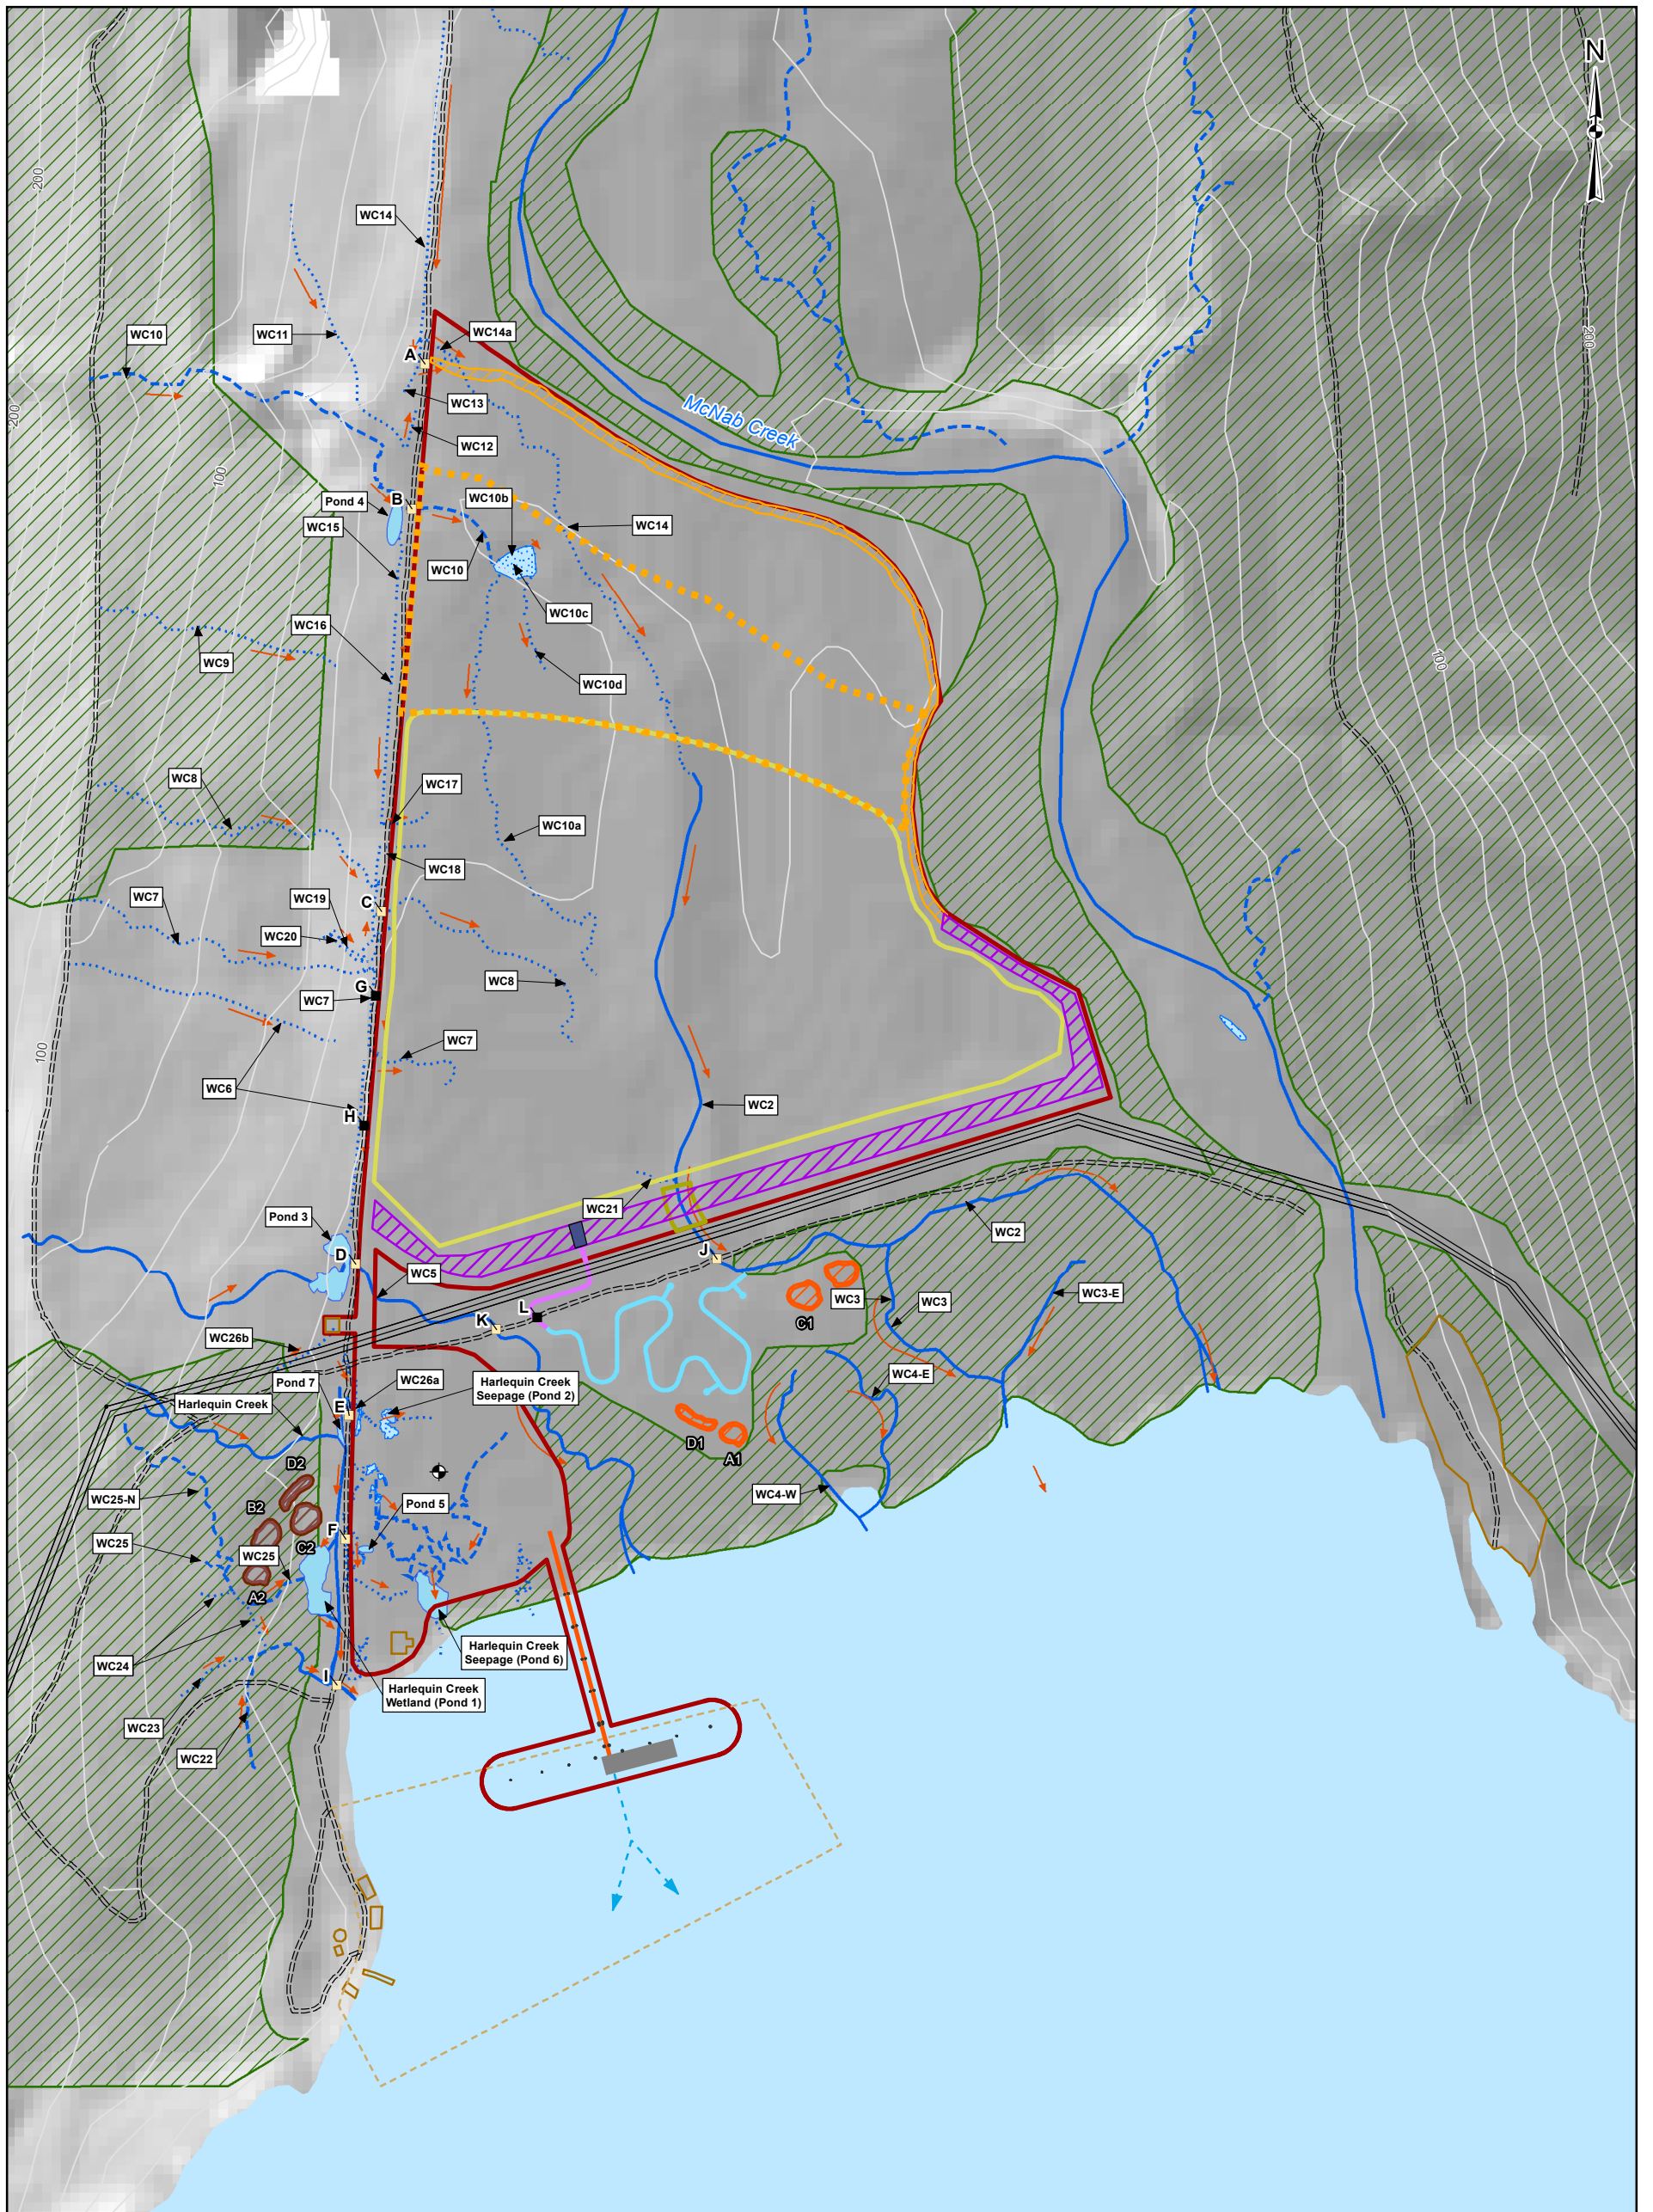 N
200
WC14
WC10
WC11
WC14a
A
200
200
WC13
McNab Creek
WC12
100
Pond 4
B
WC10b
WC15
WC14
WC10
WC10c
WC16
WC9
100
WC10d
WC8
WC17
WC10a
WC18
WC7
WC19
C
WC20
WC8
G
WC7
WC7
100
WC6
H
WC2
WC21
Pond 3
WC2
D
J
WC5
WC3
WC3
WC3-E
L
C1
K
WC26b
WC4-E
WC26a
Pond 7
Harlequin Creek
Seepage (Pond 2)
Harlequin Creek
E
D1
A1
D2
WC25-N
WC4-W
B2
Pond 5
F
WC25
C2
WC25
A2
Harlequin Creek
Seepage (Pond 6)
WC24
I
Harlequin Creek
Wetland (Pond 1)
WC23
WC22